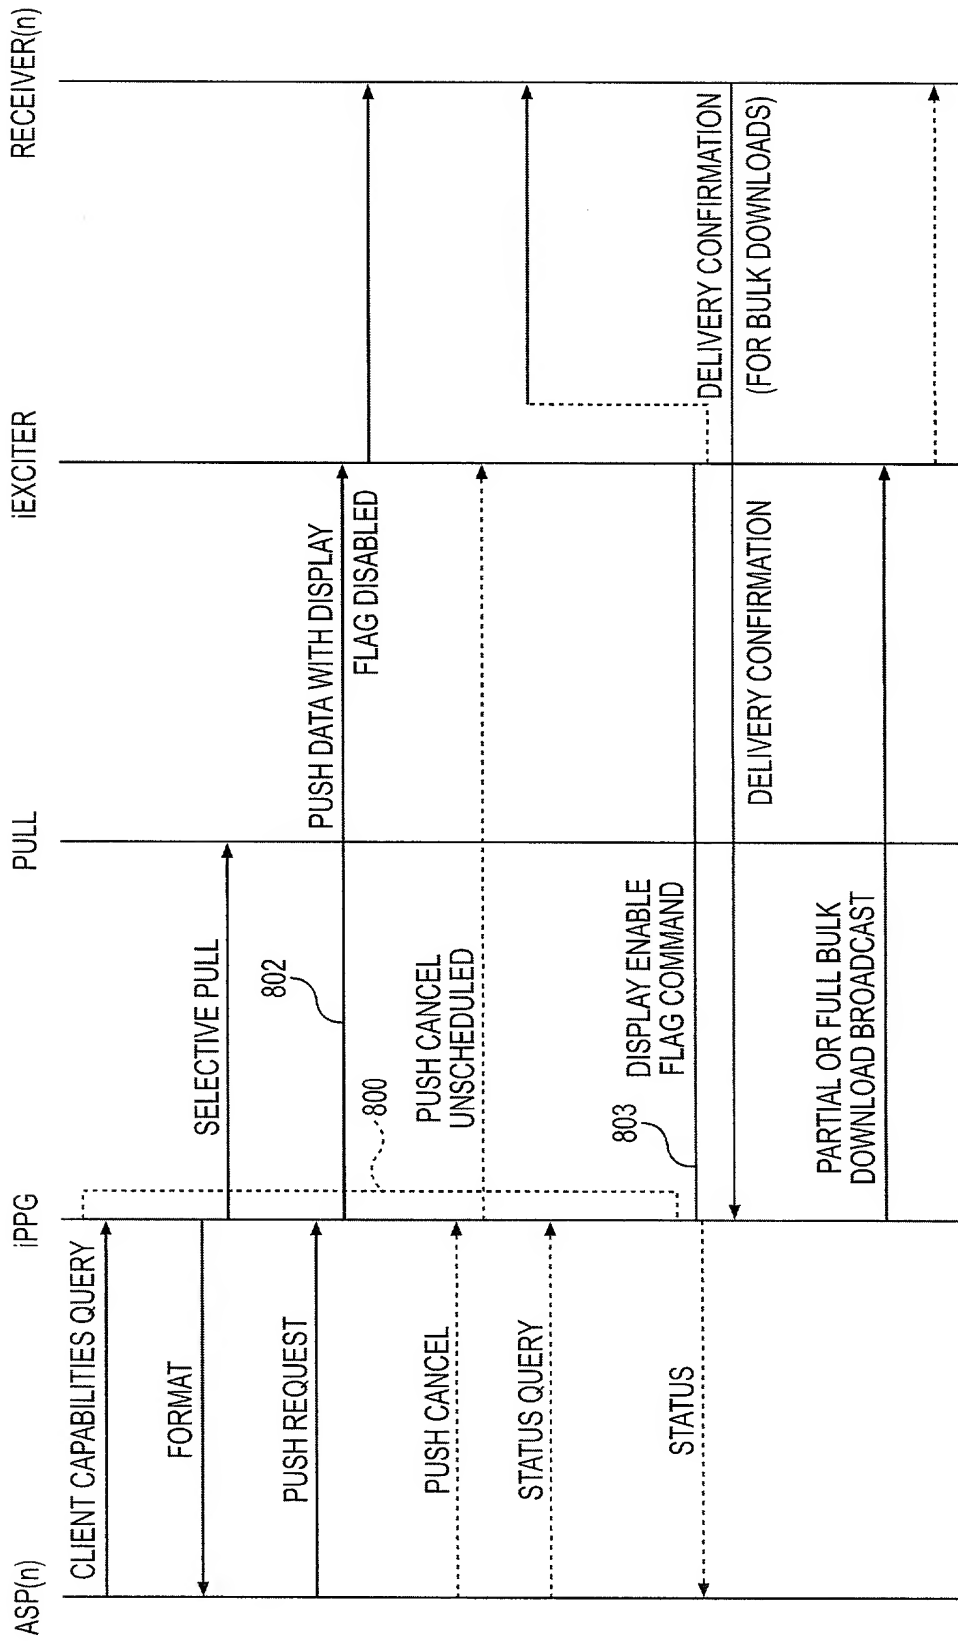 ASP(n)
iPPG
PULL
iEXCITER
RECEIVER(n)
CLIENT CAPABILITIES QUERY
FORMAT
SELECTIVE PULL
PUSH REQUEST
802
PUSH DATA WITH DISPLAY
FLAG DISABLED
800
PUSH CANCEL
PUSH CANCEL
UNSCHEDULED
STATUS QUERY
STATUS
803
DISPLAY ENABLE
FLAG COMMAND
DELIVERY CONFIRMATION
(FOR BULK DOWNLOADS)
DELIVERY CONFIRMATION
PARTIAL OR FULL BULK
DOWNLOAD BROADCAST